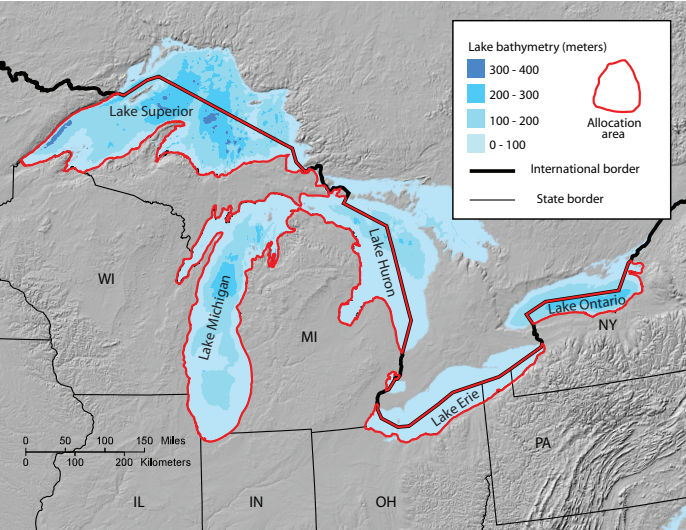 Lake bathymetry (meters)
300 - 400
200 - 300
100 - 200
0 - 100
Allocation
area
International border
State border
Lake Superior
Lake Huron
Lake Michigan
Lake Ontario
Lake Erie
WI
MI
NY
PA
IL
IN
OH
0 50 100 150 Miles
0 100 200 Kilometers